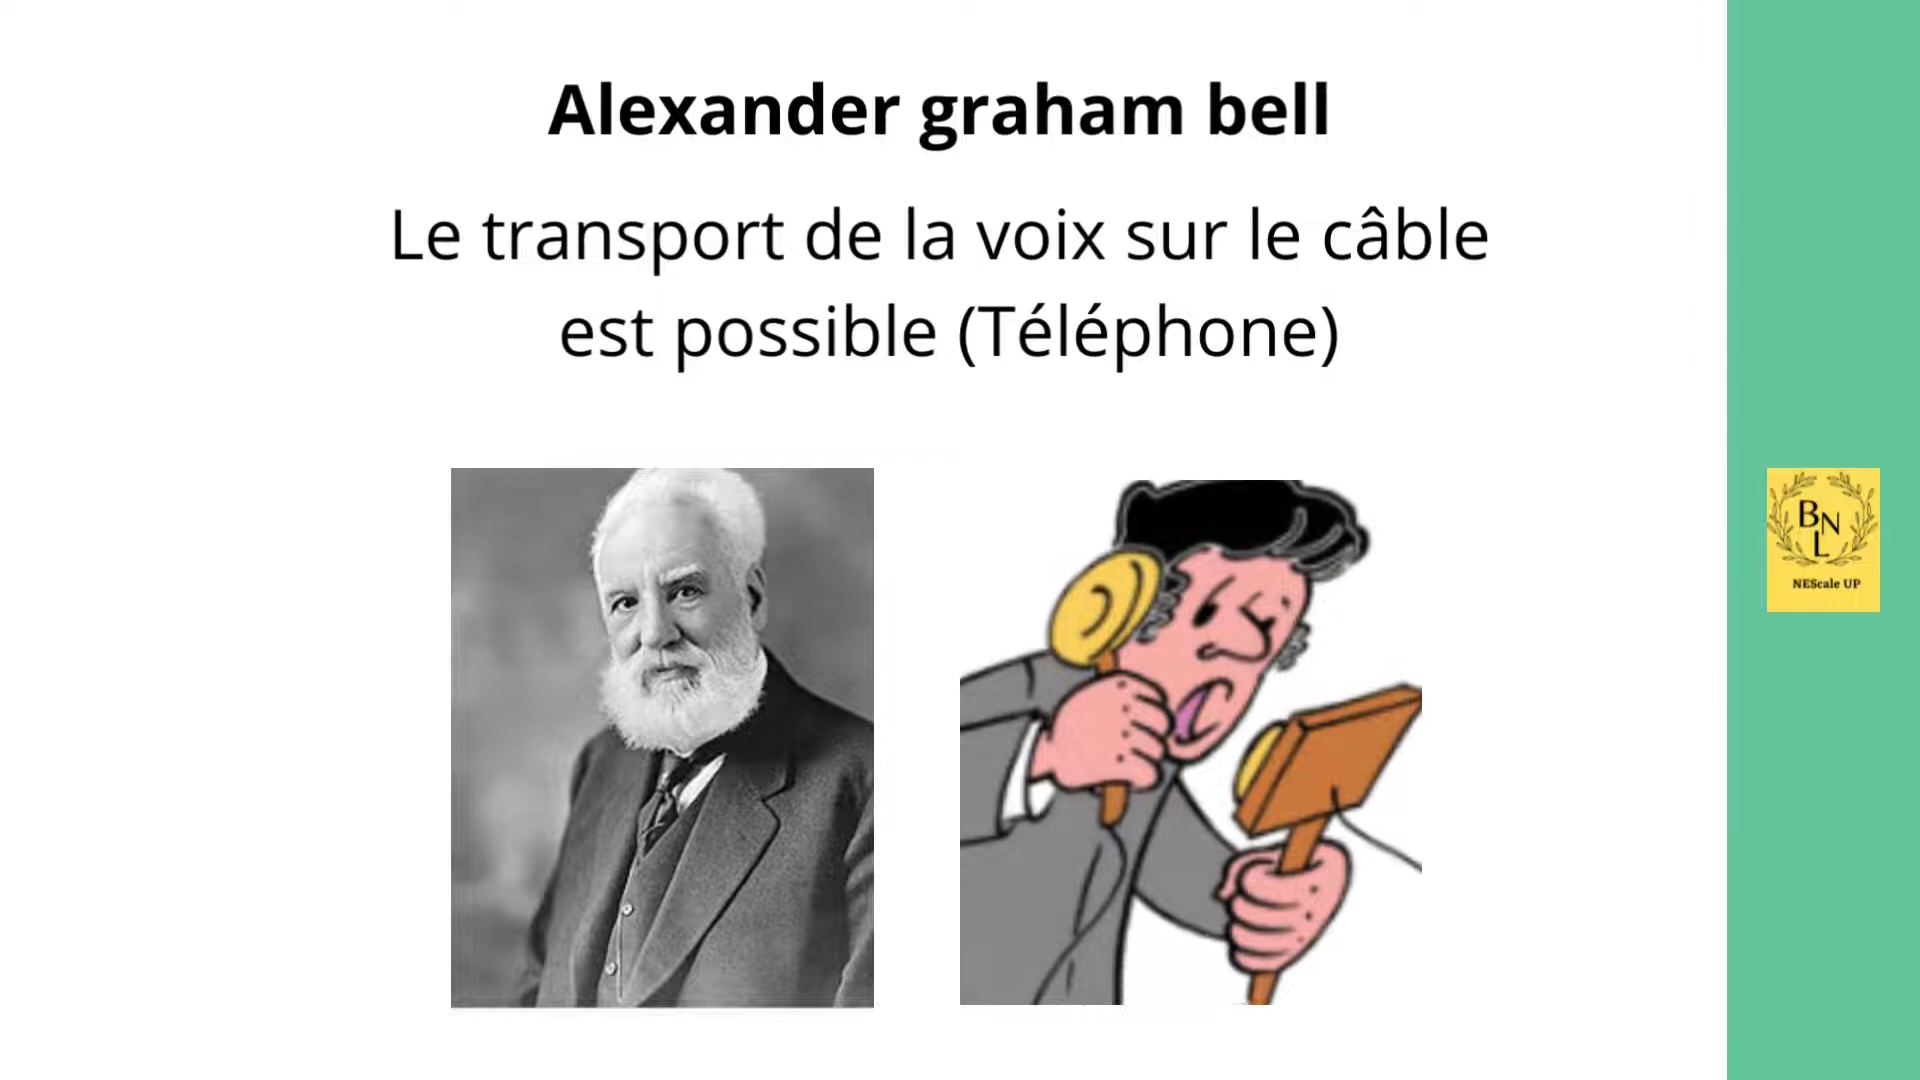 Alexander graham bell
Le transport de la voix sur le câble
est possible (Téléphone)
BNL
NEScale UP